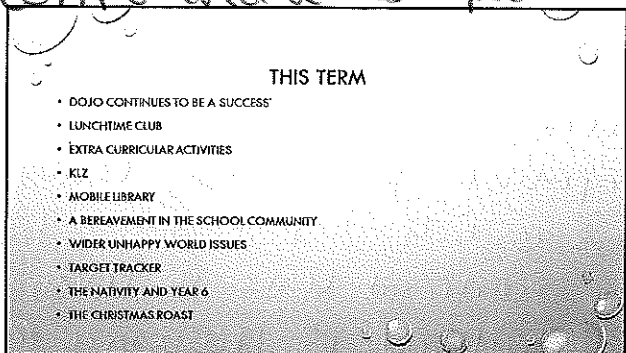 THIS TERM
• DOJO CONTINUES TO BE A SUCCESS'
• LUNCHTIME CLUB
• EXTRA CURRICULAR ACTIVITIES
• KLZ
• MOBILE LIBRARY
• A BEREAVEMENT IN THE SCHOOL COMMUNITY
• WIDER UNHAPPY WORLD ISSUES
• TARGET TRACKER
• THE NATIVITY AND YEAR 6
• THE CHRISTMAS ROAST